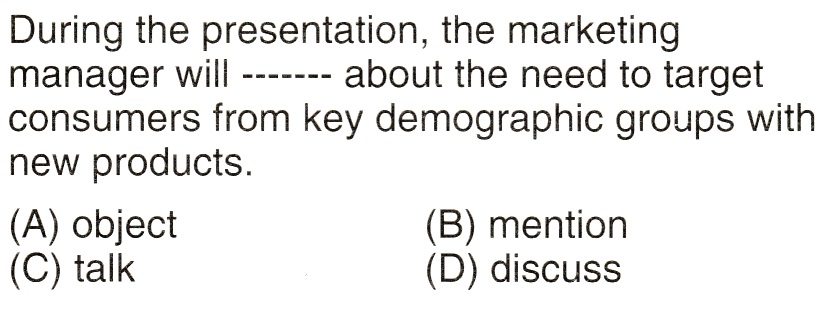 During the presentation, the marketing
manager will ------- about the need to target
consumers from key demographic groups with
new products.
(A) object (B) mention
(C) talk (D) discuss